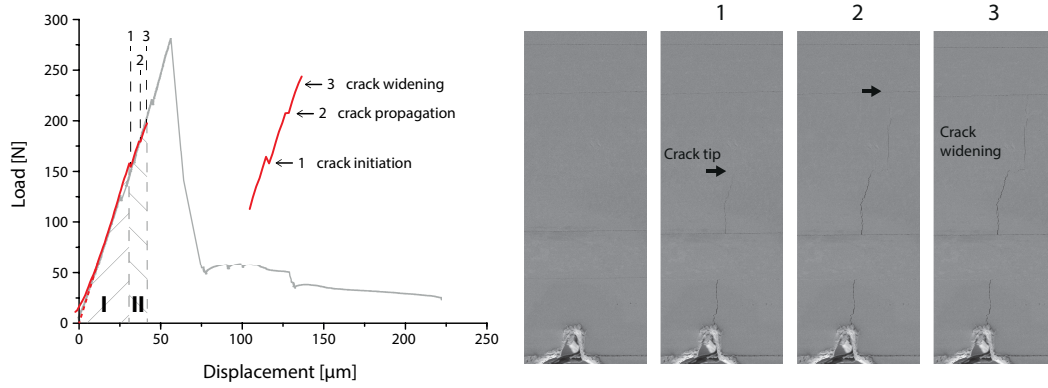 300
250
200
150
100
50
0
Load [N]
0
50
100
150
200
250
Displacement [µm]
1
2
3
I
II
3 crack widening
2 crack propagation
1 crack initiation
1
2
3
Crack tip
Crack
widening